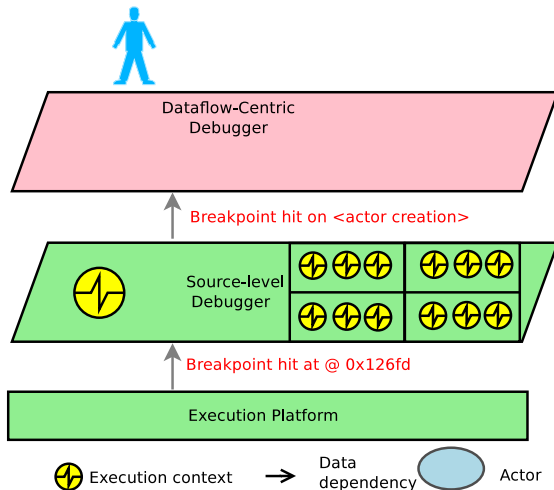 Dataflow-Centric
Debugger
Breakpoint hit on <actor creation>
Source-level
Debugger
Breakpoint hit at @ 0x126fd
Execution Platform
Execution context
Data
dependency
Actor